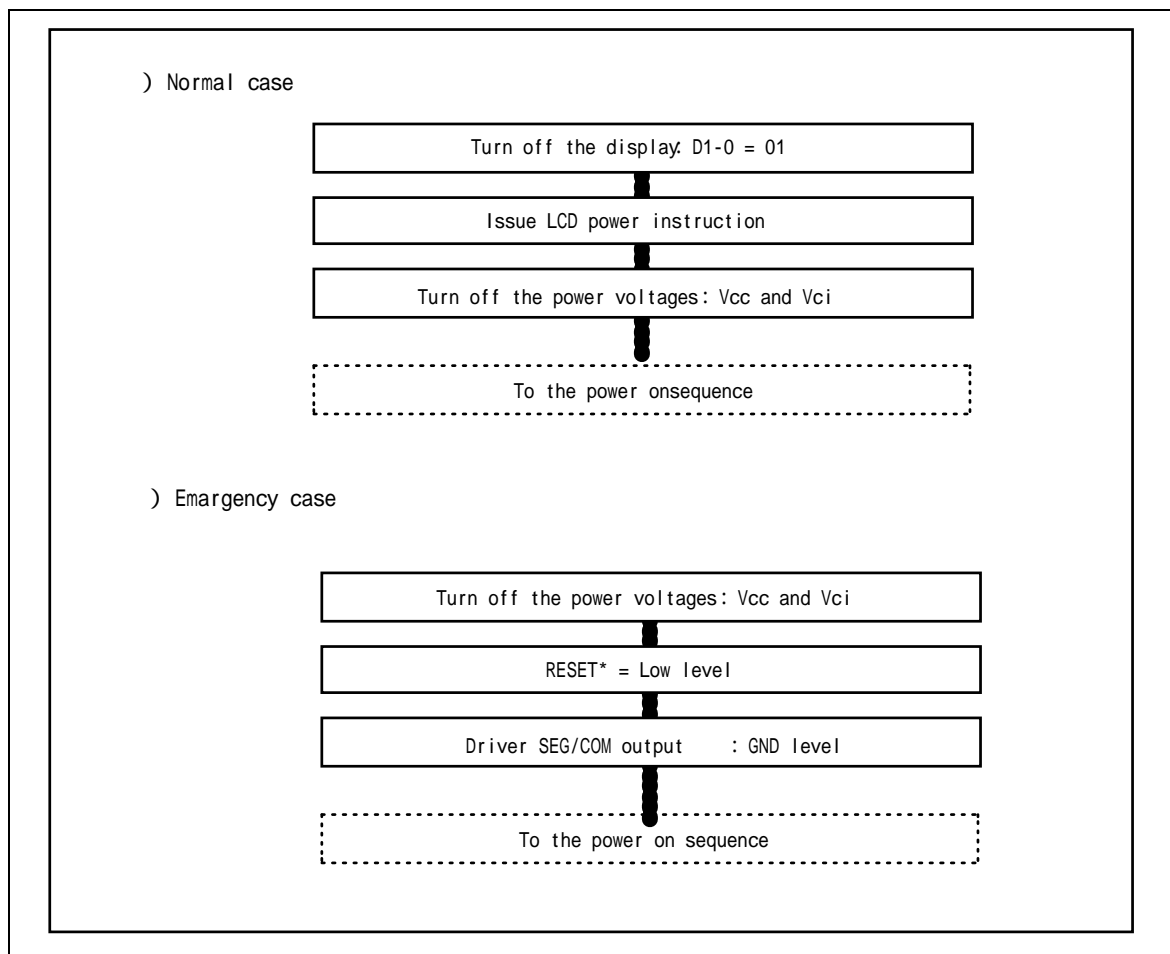 ) Normal case
Turn off the display: D1-0 = 01
Issue LCD power instruction
Turn off the power voltages: Vcc and Vci
To the power onsequence
) Emargency case
Turn off the power voltages: Vcc and Vci
RESET* = Low level
Driver SEG/COM output : GND level
To the power on sequence